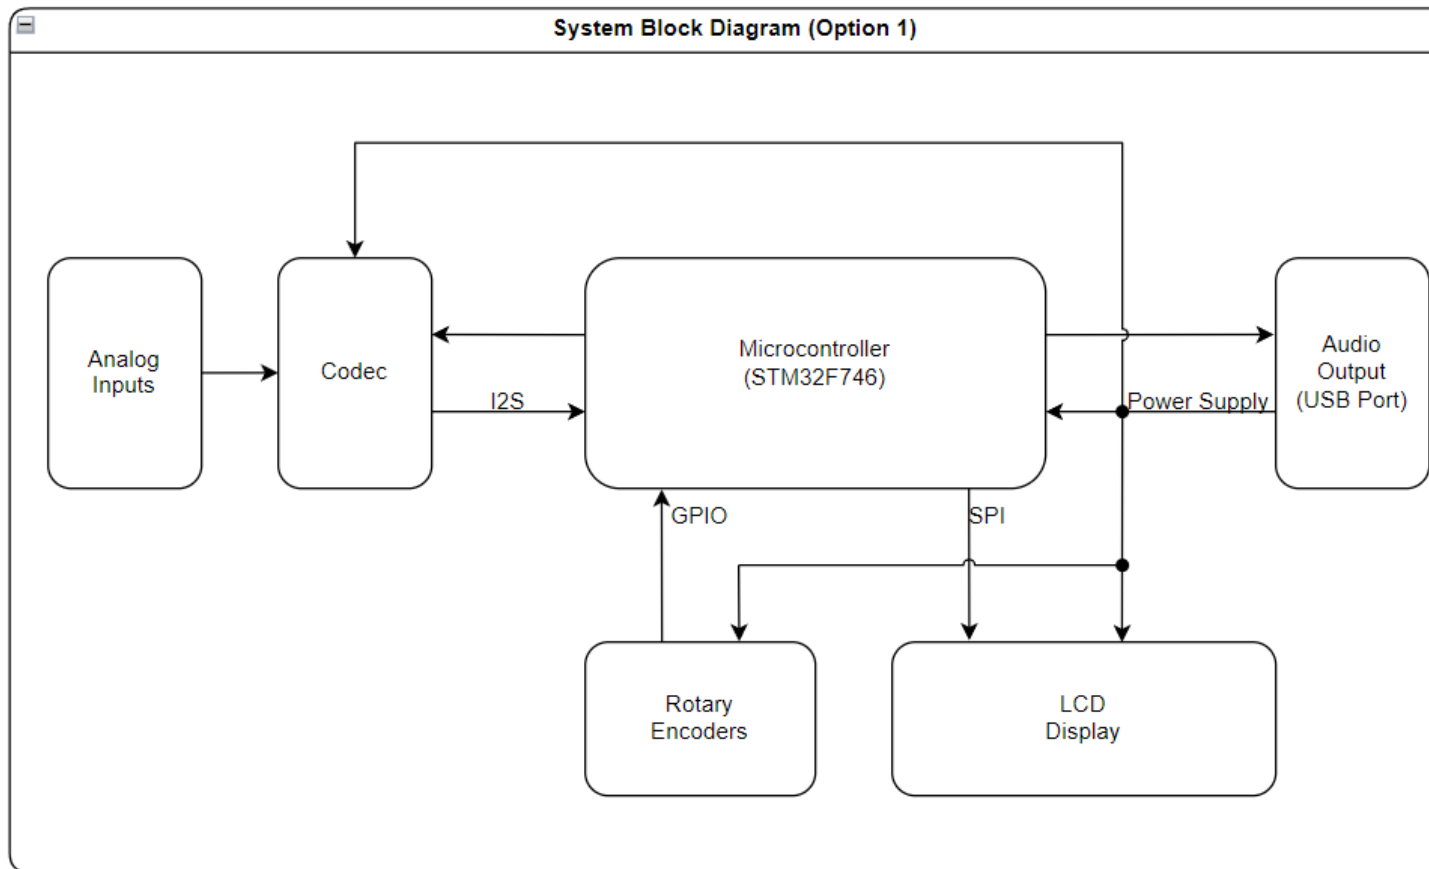 System Block Diagram (Option 1)
Analog
Inputs
Codec
I2S
Microcontroller
(STM32F746)
Audio
Output
(USB Port)
Power Supply
GPIO
SPI
Rotary
Encoders
LCD
Display